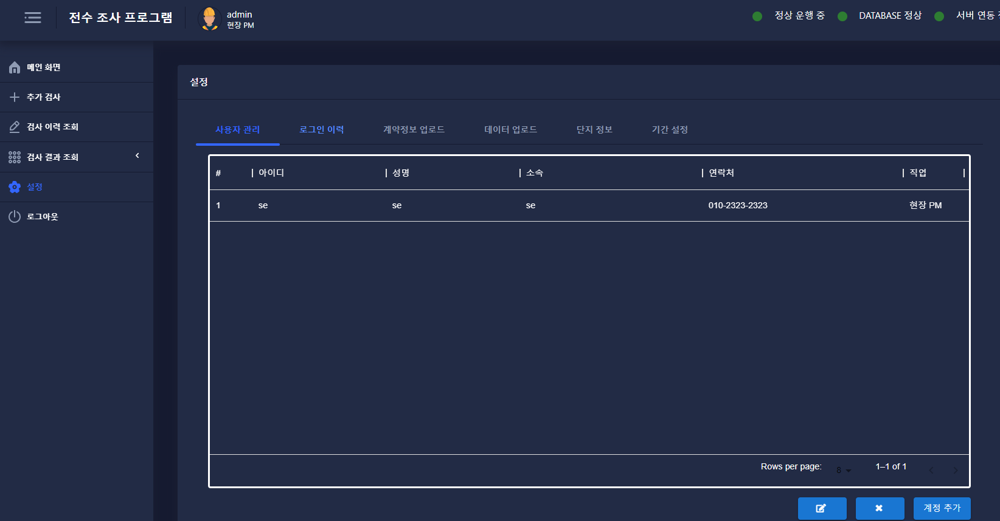 전수 조사 프로그램
admin
현장 PM
정상 운행 중
DATABASE 정상
서버 연동
메인 화면
추가 검사
검사 이력 조회
검사 결과 조회
설정
로그아웃
설정
사용자 관리 로그인 이력 계약정보 업로드 데이터 업로드 단지 정보 기간 설정
# 아이디 성명 소속 연락처 직업
1 se se se 010-2323-2323 현장 PM
Rows per page: 8 1–1 of 1
계정 추가